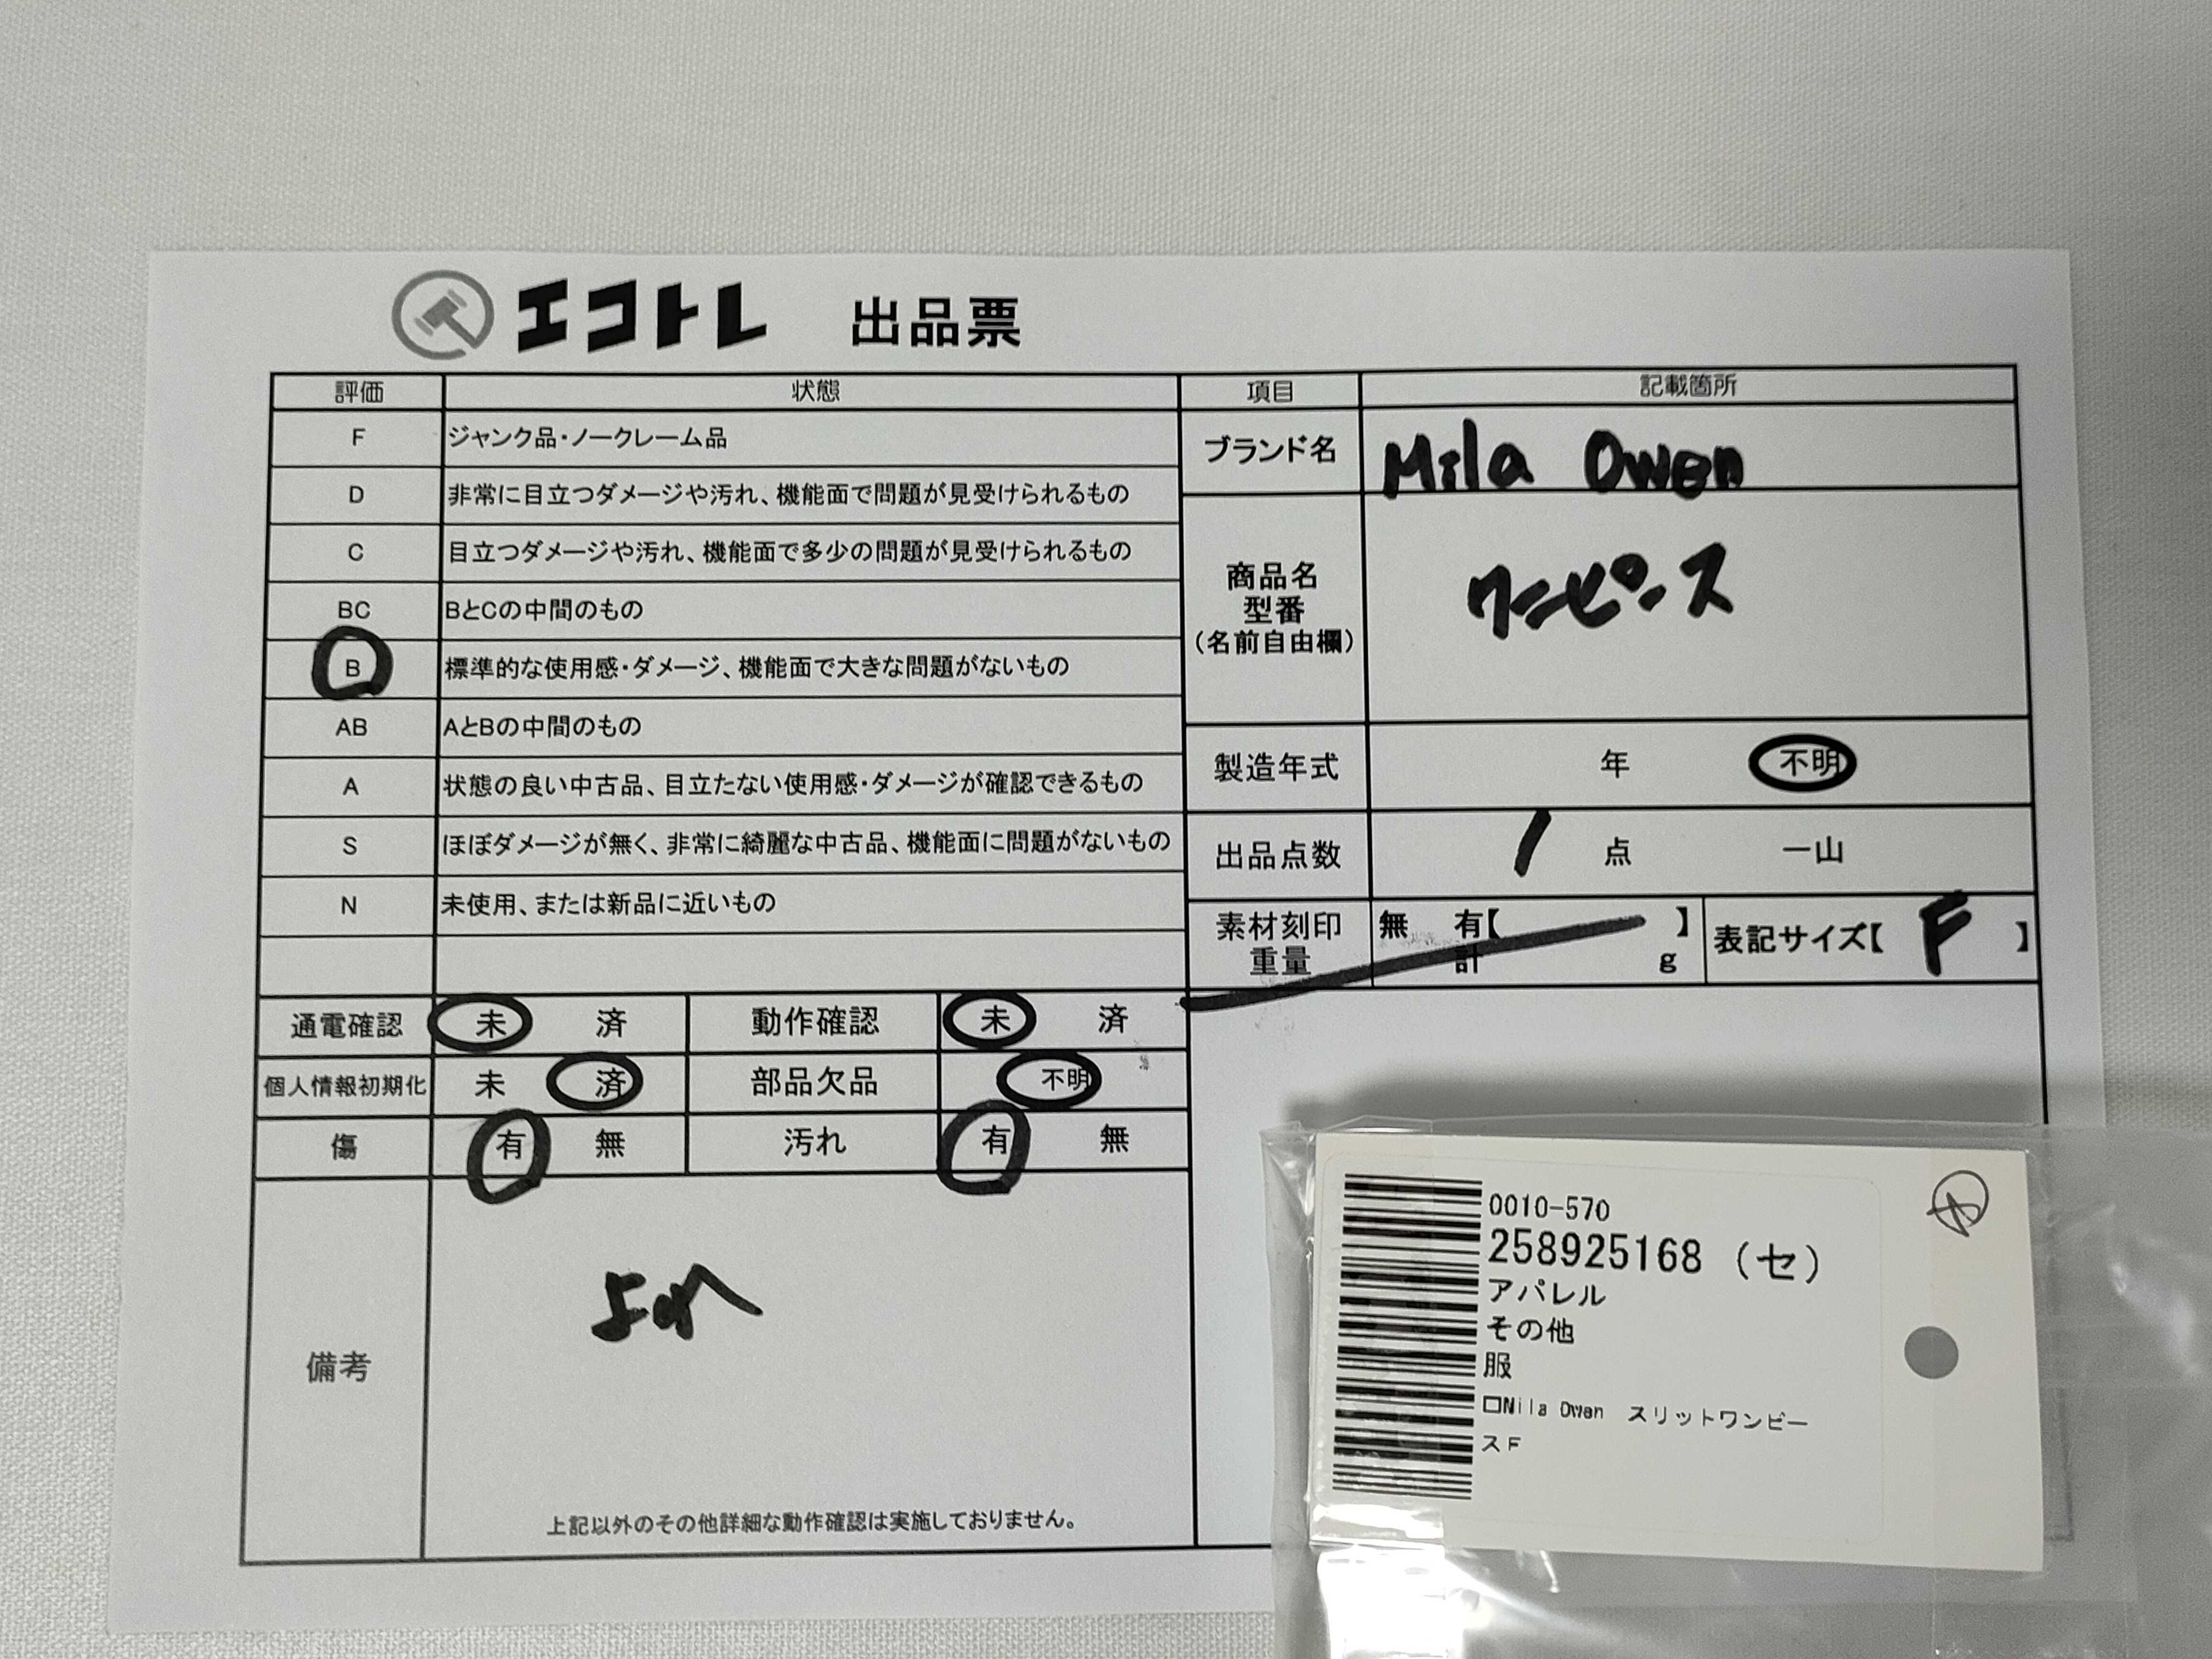 エコトレ 出品票
評価 状態 項目 記載箇所
F ジャンク品・ノークレーム品
D 非常に目立つダメージや汚れ、機能面で問題が見受けられるもの
C 目立つダメージや汚れ、機能面で多少の問題が見受けられるもの
BC BとCの中間のもの
B 標準的な使用感・ダメージ、機能面で大きな問題がないもの
AB AとBの中間のもの
A 状態の良い中古品、目立たない使用感・ダメージが確認できるもの
S ほぼダメージが無く、非常に綺麗な中古品、機能面に問題がないもの
N 未使用、または新品に近いもの
ブランド名 Mila Owen
商品名
型番
(名前自由欄)
ワンピース
製造年式 年 不明
出品点数 1 点 一山
素材刻印 無 有【 】
重量 計 g
表記サイズ【 F 】
通電確認 未 済 動作確認 未 済
個人情報初期化 未 済 部品欠品 不明
傷 有 無 汚れ 有 無
備考
よれ
上記以外のその他詳細な動作確認は実施しておりません。
0010-570
258925168 (セ)
アパレル
その他
服
口Mila Owen スリットワンピー
スF